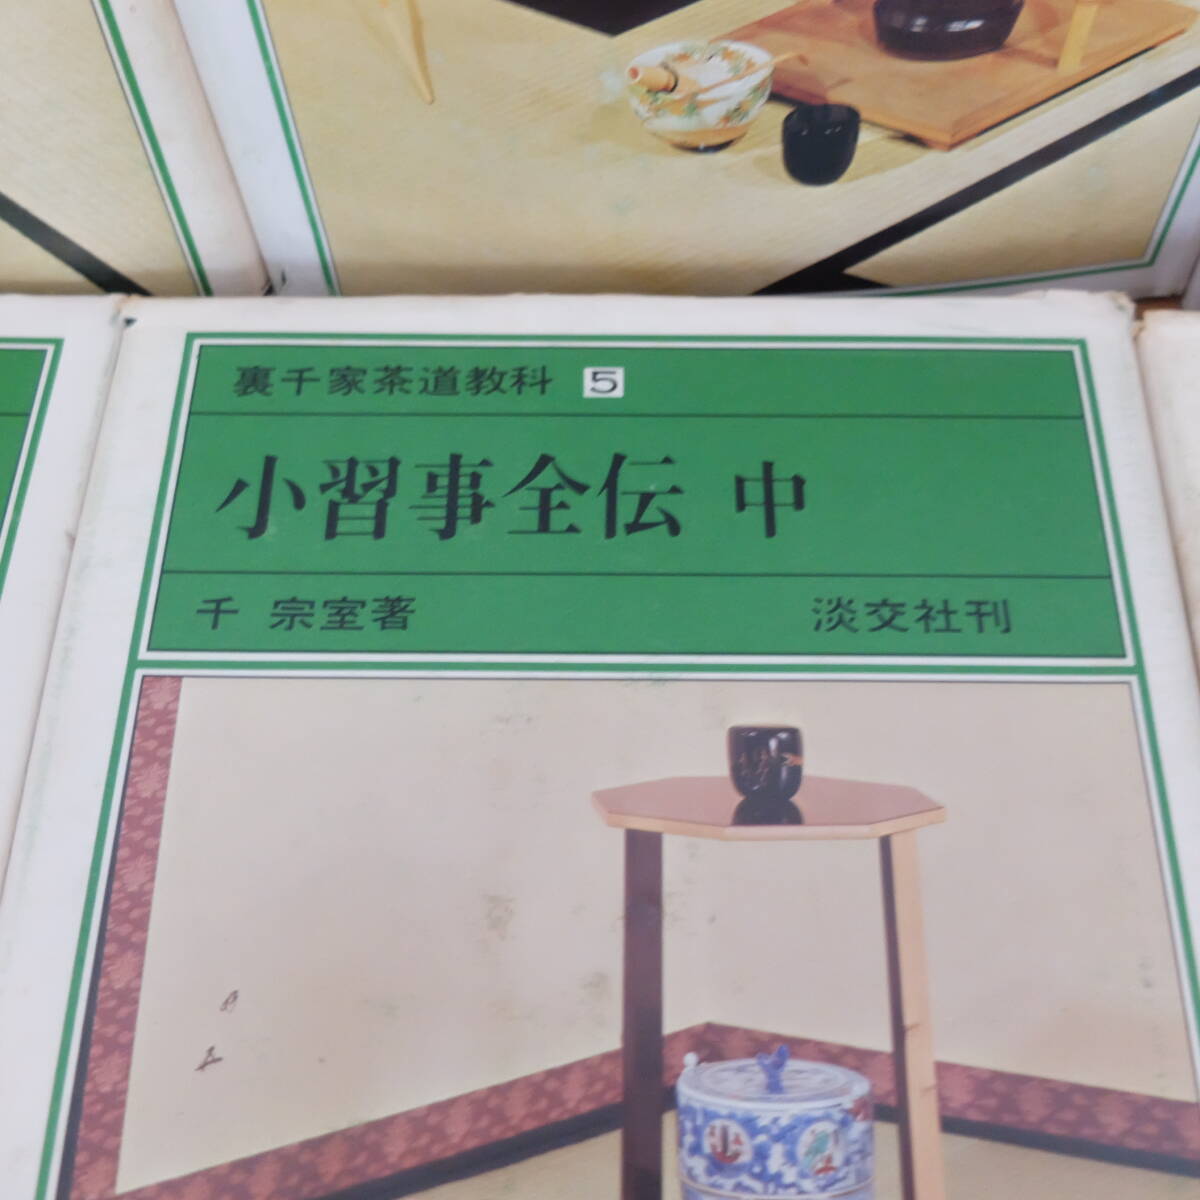 裏千家茶道教科 5
小習事全伝 中
千 宗室著 淡交社刊